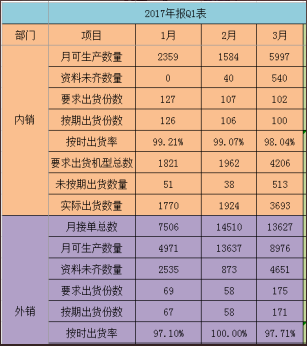 2017年报Q1表
部门 项目 1月 2月 3月
月可生产数量 2359 1584 5997
资料未齐数量 0 40 540
要求出货份数 127 107 102
按期出货份数 126 106 100
内销 按时出货率 99.21% 99.07% 98.04%
要求出货机型总数 1821 1962 4206
未按期出货数量 51 38 513
实际出货数量 1770 1924 3693
月接单总数 7506 14510 13627
月可生产数量 4971 13637 8976
资料未齐数量 2535 873 4651
要求出货份数 69 58 175
外销 按期出货份数 67 58 171
按时出货率 97.10% 100.00% 97.71%